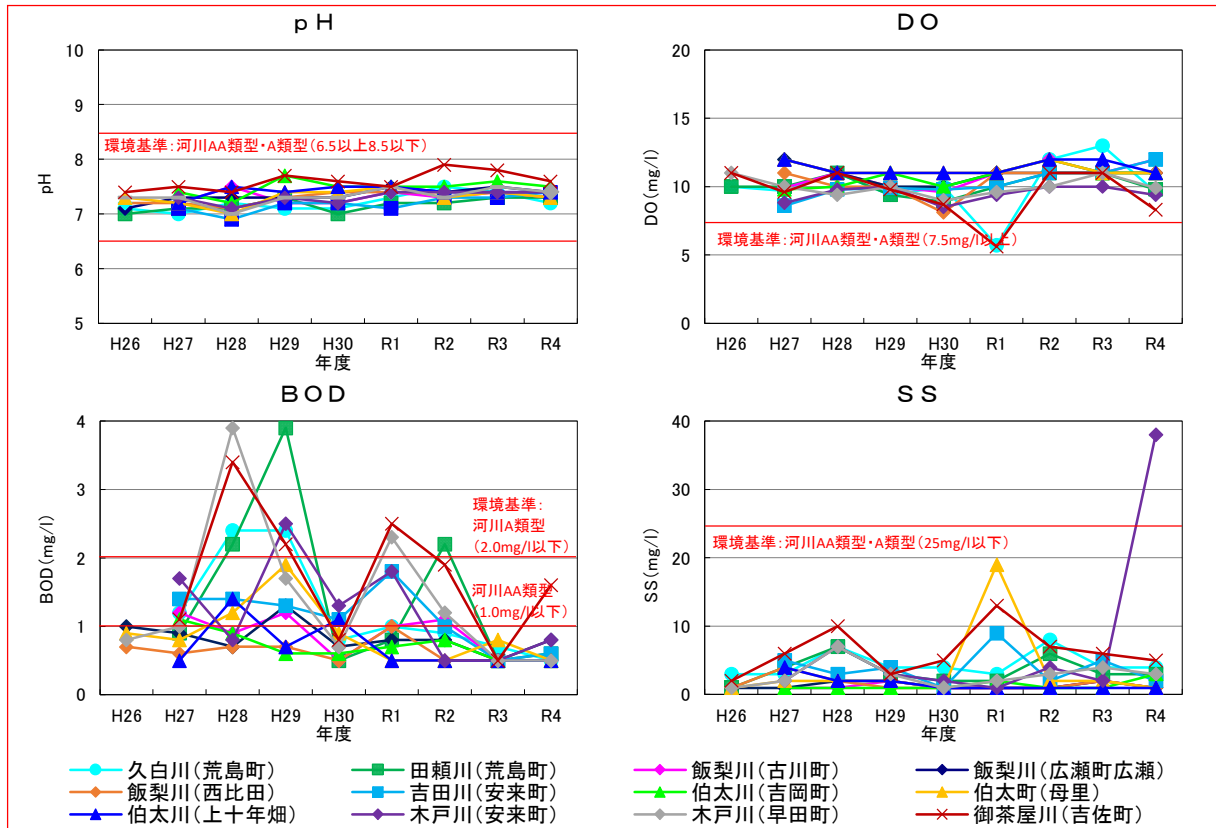 ｐＨ
10
9
8
7
6
5
pH
環境基準：河川AA類型・A類型（6.5以上8.5以下）
H26 H27 H28 H29 H30 R1 R2 R3 R4
年度
ＤＯ
20
15
10
5
0
DO(mg/l)
環境基準：河川AA類型・A類型（7.5mg/l以上）
H26 H27 H28 H29 H30 R1 R2 R3 R4
年度
ＢＯＤ
4
3
2
1
0
BOD(mg/l)
環境基準：
河川A類型
（2.0mg/l以下）
河川AA類型
（1.0mg/l以下）
H26 H27 H28 H29 H30 R1 R2 R3 R4
年度
ＳＳ
40
30
20
10
0
SS(mg/l)
環境基準：河川AA類型・A類型（25mg/l以下）
H26 H27 H28 H29 H30 R1 R2 R3 R4
年度
久白川（荒島町） 田頼川（荒島町） 飯梨川（古川町） 飯梨川（広瀬町広瀬）
飯梨川（西比田） 吉田川（安来町） 伯太川（吉岡町） 伯太町（母里）
伯太川（上十年畑） 木戸川（安来町） 木戸川（早田町） 御茶屋川（吉佐町）